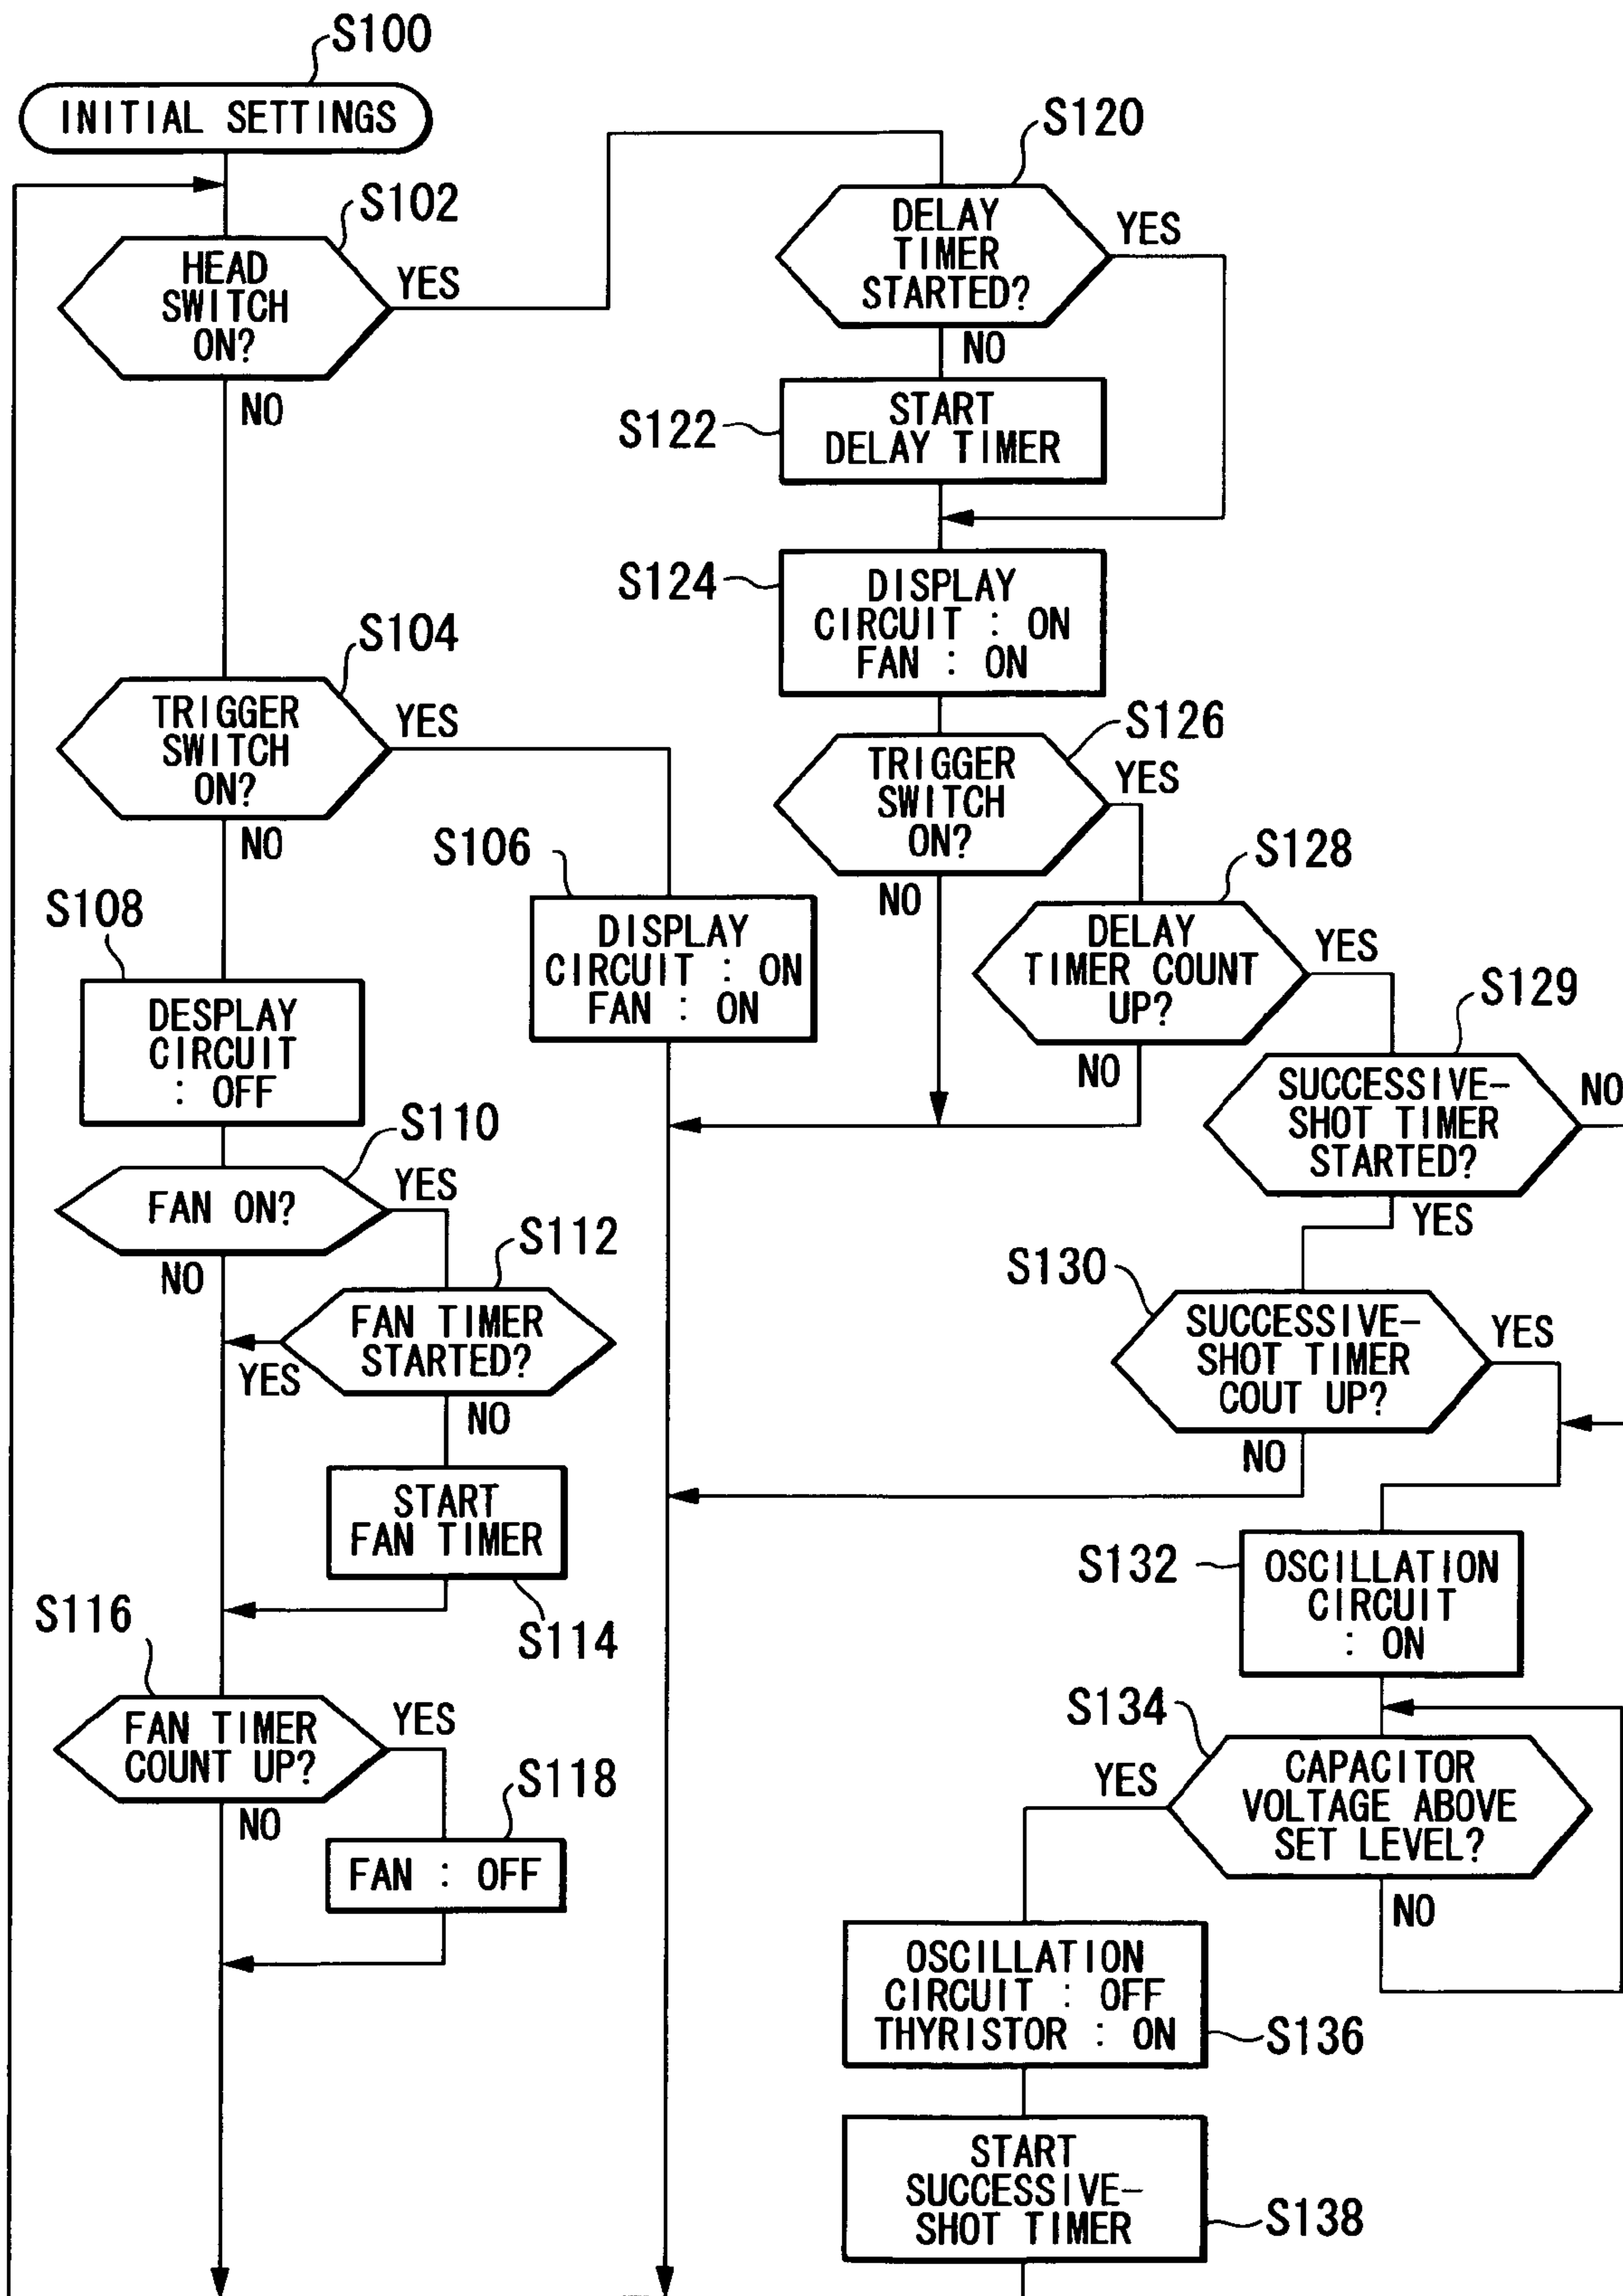 S100
INITIAL SETTINGS
S102
HEAD
SWITCH
ON?
YES
NO
S104
TRIGGER
SWITCH
ON?
YES
NO
S106
DISPLAY
CIRCUIT : ON
FAN : ON
S108
DESPLAY
CIRCUIT
: OFF
S110
FAN ON?
YES
NO
S112
FAN TIMER
STARTED?
YES
NO
START
FAN TIMER
S114
S116
FAN TIMER
COUNT UP?
YES
NO
S118
FAN : OFF
S120
DELAY
TIMER
STARTED?
YES
NO
S122
START
DELAY TIMER
S124
DISPLAY
CIRCUIT : ON
FAN : ON
S126
TRIGGER
SWITCH
ON?
YES
NO
S128
DELAY
TIMER COUNT
UP?
YES
NO
S129
SUCCESSIVE-
SHOT TIMER
STARTED?
NO
YES
S130
SUCCESSIVE-
SHOT TIMER
COUT UP?
YES
NO
S132
OSCILLATION
CIRCUIT
: ON
S134
CAPACITOR
VOLTAGE ABOVE
SET LEVEL?
YES
NO
OSCILLATION
CIRCUIT : OFF
THYRISTOR : ON
S136
START
SUCCESSIVE-
SHOT TIMER
S138